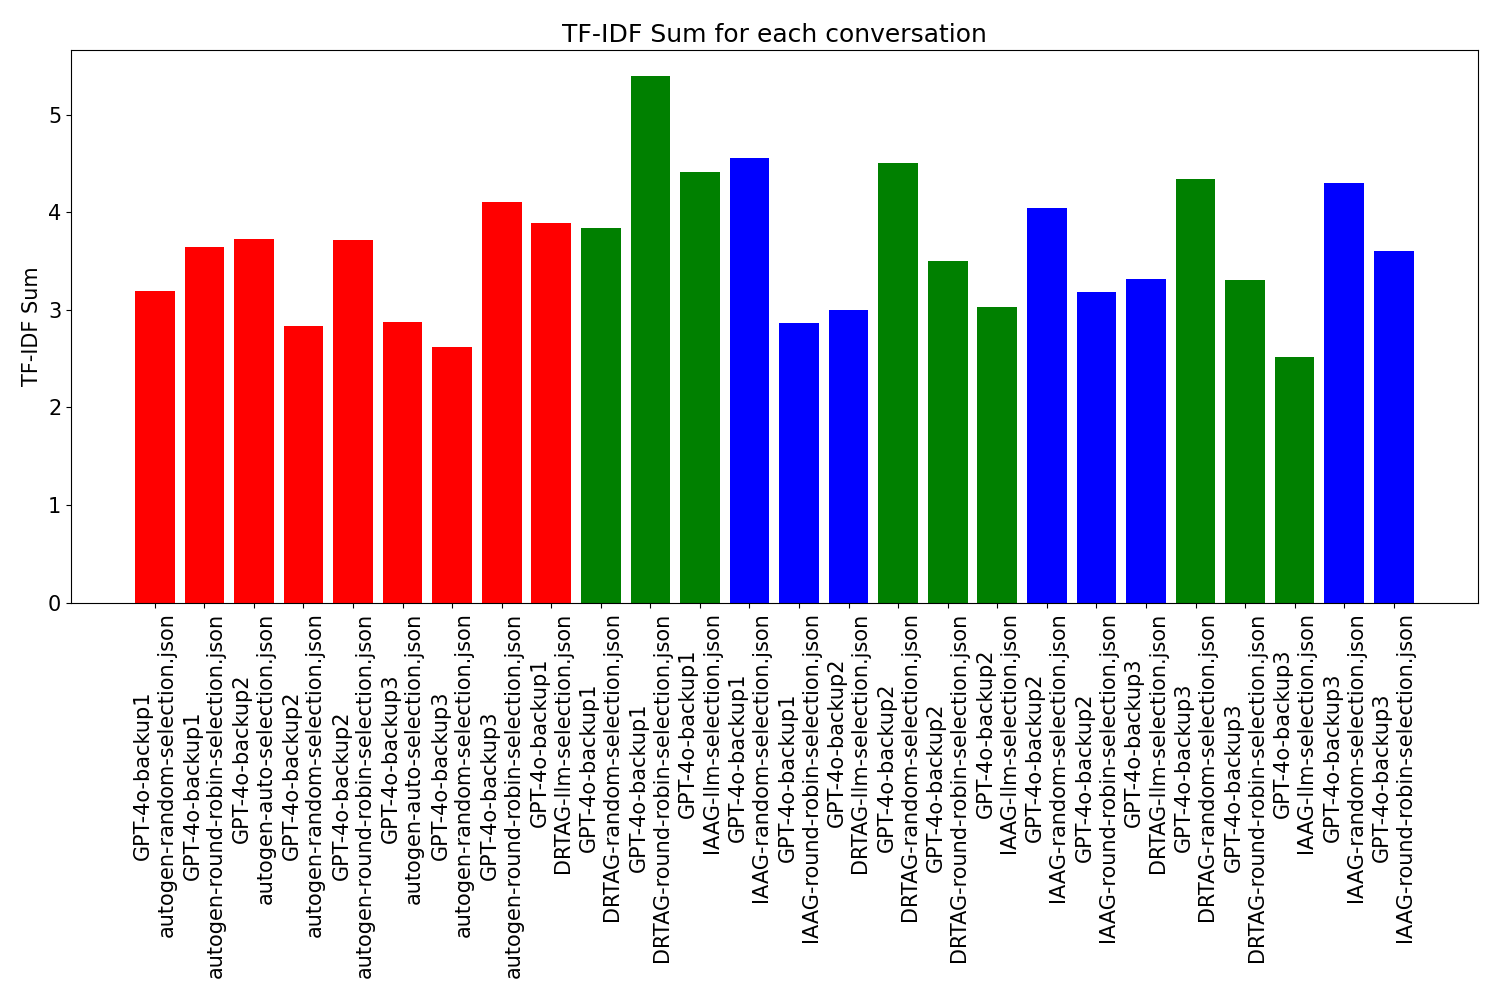 TF-IDF Sum for each conversation
TF-IDF Sum
5
4
3
2
1
0
GPT-4o-backup1
autogen-random-selection.json
GPT-4o-backup1
autogen-round-robin-selection.json
GPT-4o-backup2
autogen-auto-selection.json
GPT-4o-backup2
autogen-random-selection.json
GPT-4o-backup2
autogen-round-robin-selection.json
GPT-4o-backup3
autogen-auto-selection.json
GPT-4o-backup3
autogen-random-selection.json
GPT-4o-backup3
autogen-round-robin-selection.json
GPT-4o-backup1
DRTAG-llm-selection.json
GPT-4o-backup1
DRTAG-random-selection.json
GPT-4o-backup1
DRTAG-round-robin-selection.json
GPT-4o-backup1
IAAG-llm-selection.json
GPT-4o-backup1
IAAG-random-selection.json
GPT-4o-backup1
IAAG-round-robin-selection.json
GPT-4o-backup2
DRTAG-llm-selection.json
GPT-4o-backup2
DRTAG-random-selection.json
GPT-4o-backup2
DRTAG-round-robin-selection.json
GPT-4o-backup2
IAAG-llm-selection.json
GPT-4o-backup2
IAAG-random-selection.json
GPT-4o-backup2
IAAG-round-robin-selection.json
GPT-4o-backup3
DRTAG-llm-selection.json
GPT-4o-backup3
DRTAG-random-selection.json
GPT-4o-backup3
DRTAG-round-robin-selection.json
GPT-4o-backup3
IAAG-llm-selection.json
GPT-4o-backup3
IAAG-random-selection.json
GPT-4o-backup3
IAAG-round-robin-selection.json